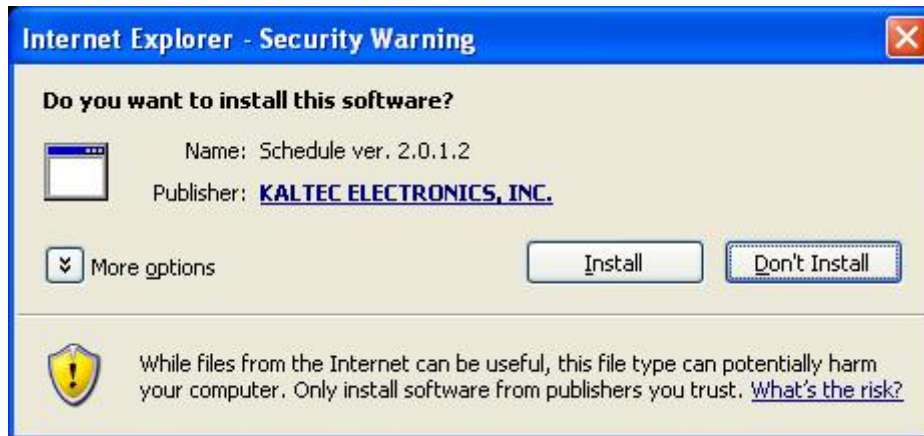 Internet Explorer - Security Warning
Do you want to install this software?
Name: Schedule ver. 2.0.1.2
Publisher: KALTEC ELECTRONICS, INC.
More options
Install
Don't Install
While files from the Internet can be useful, this file type can potentially harm
your computer. Only install software from publishers you trust. What's the risk?